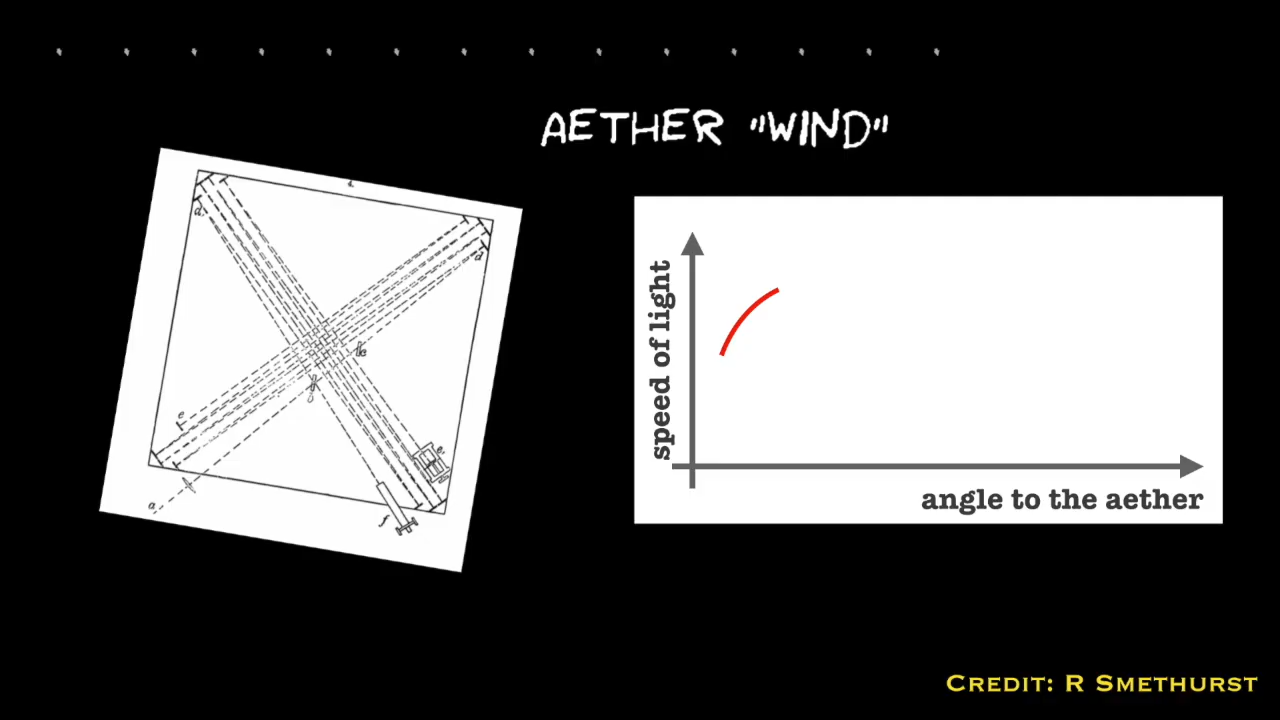 AETHER "WIND"
d.
d
e
a
f
speed of light
angle to the aether
CREDIT: R SMETHURST